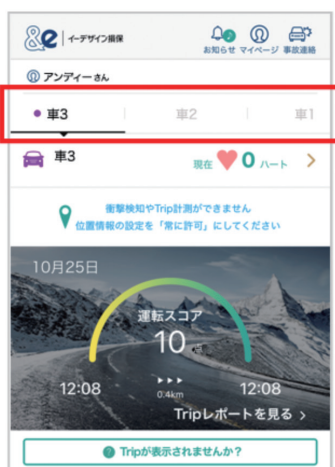 &e イーデザイン損保
お知らせ マイページ 事故連絡
アンディー さん
車3 車2 車1
車3 現在 0 ハート
衝撃検知やTrip計測ができません
位置情報の設定を「常に許可」にしてください
10月25日
運転スコア
10点
12:08 0.4km 12:08
Tripレポートを見る
Tripが表示されませんか?